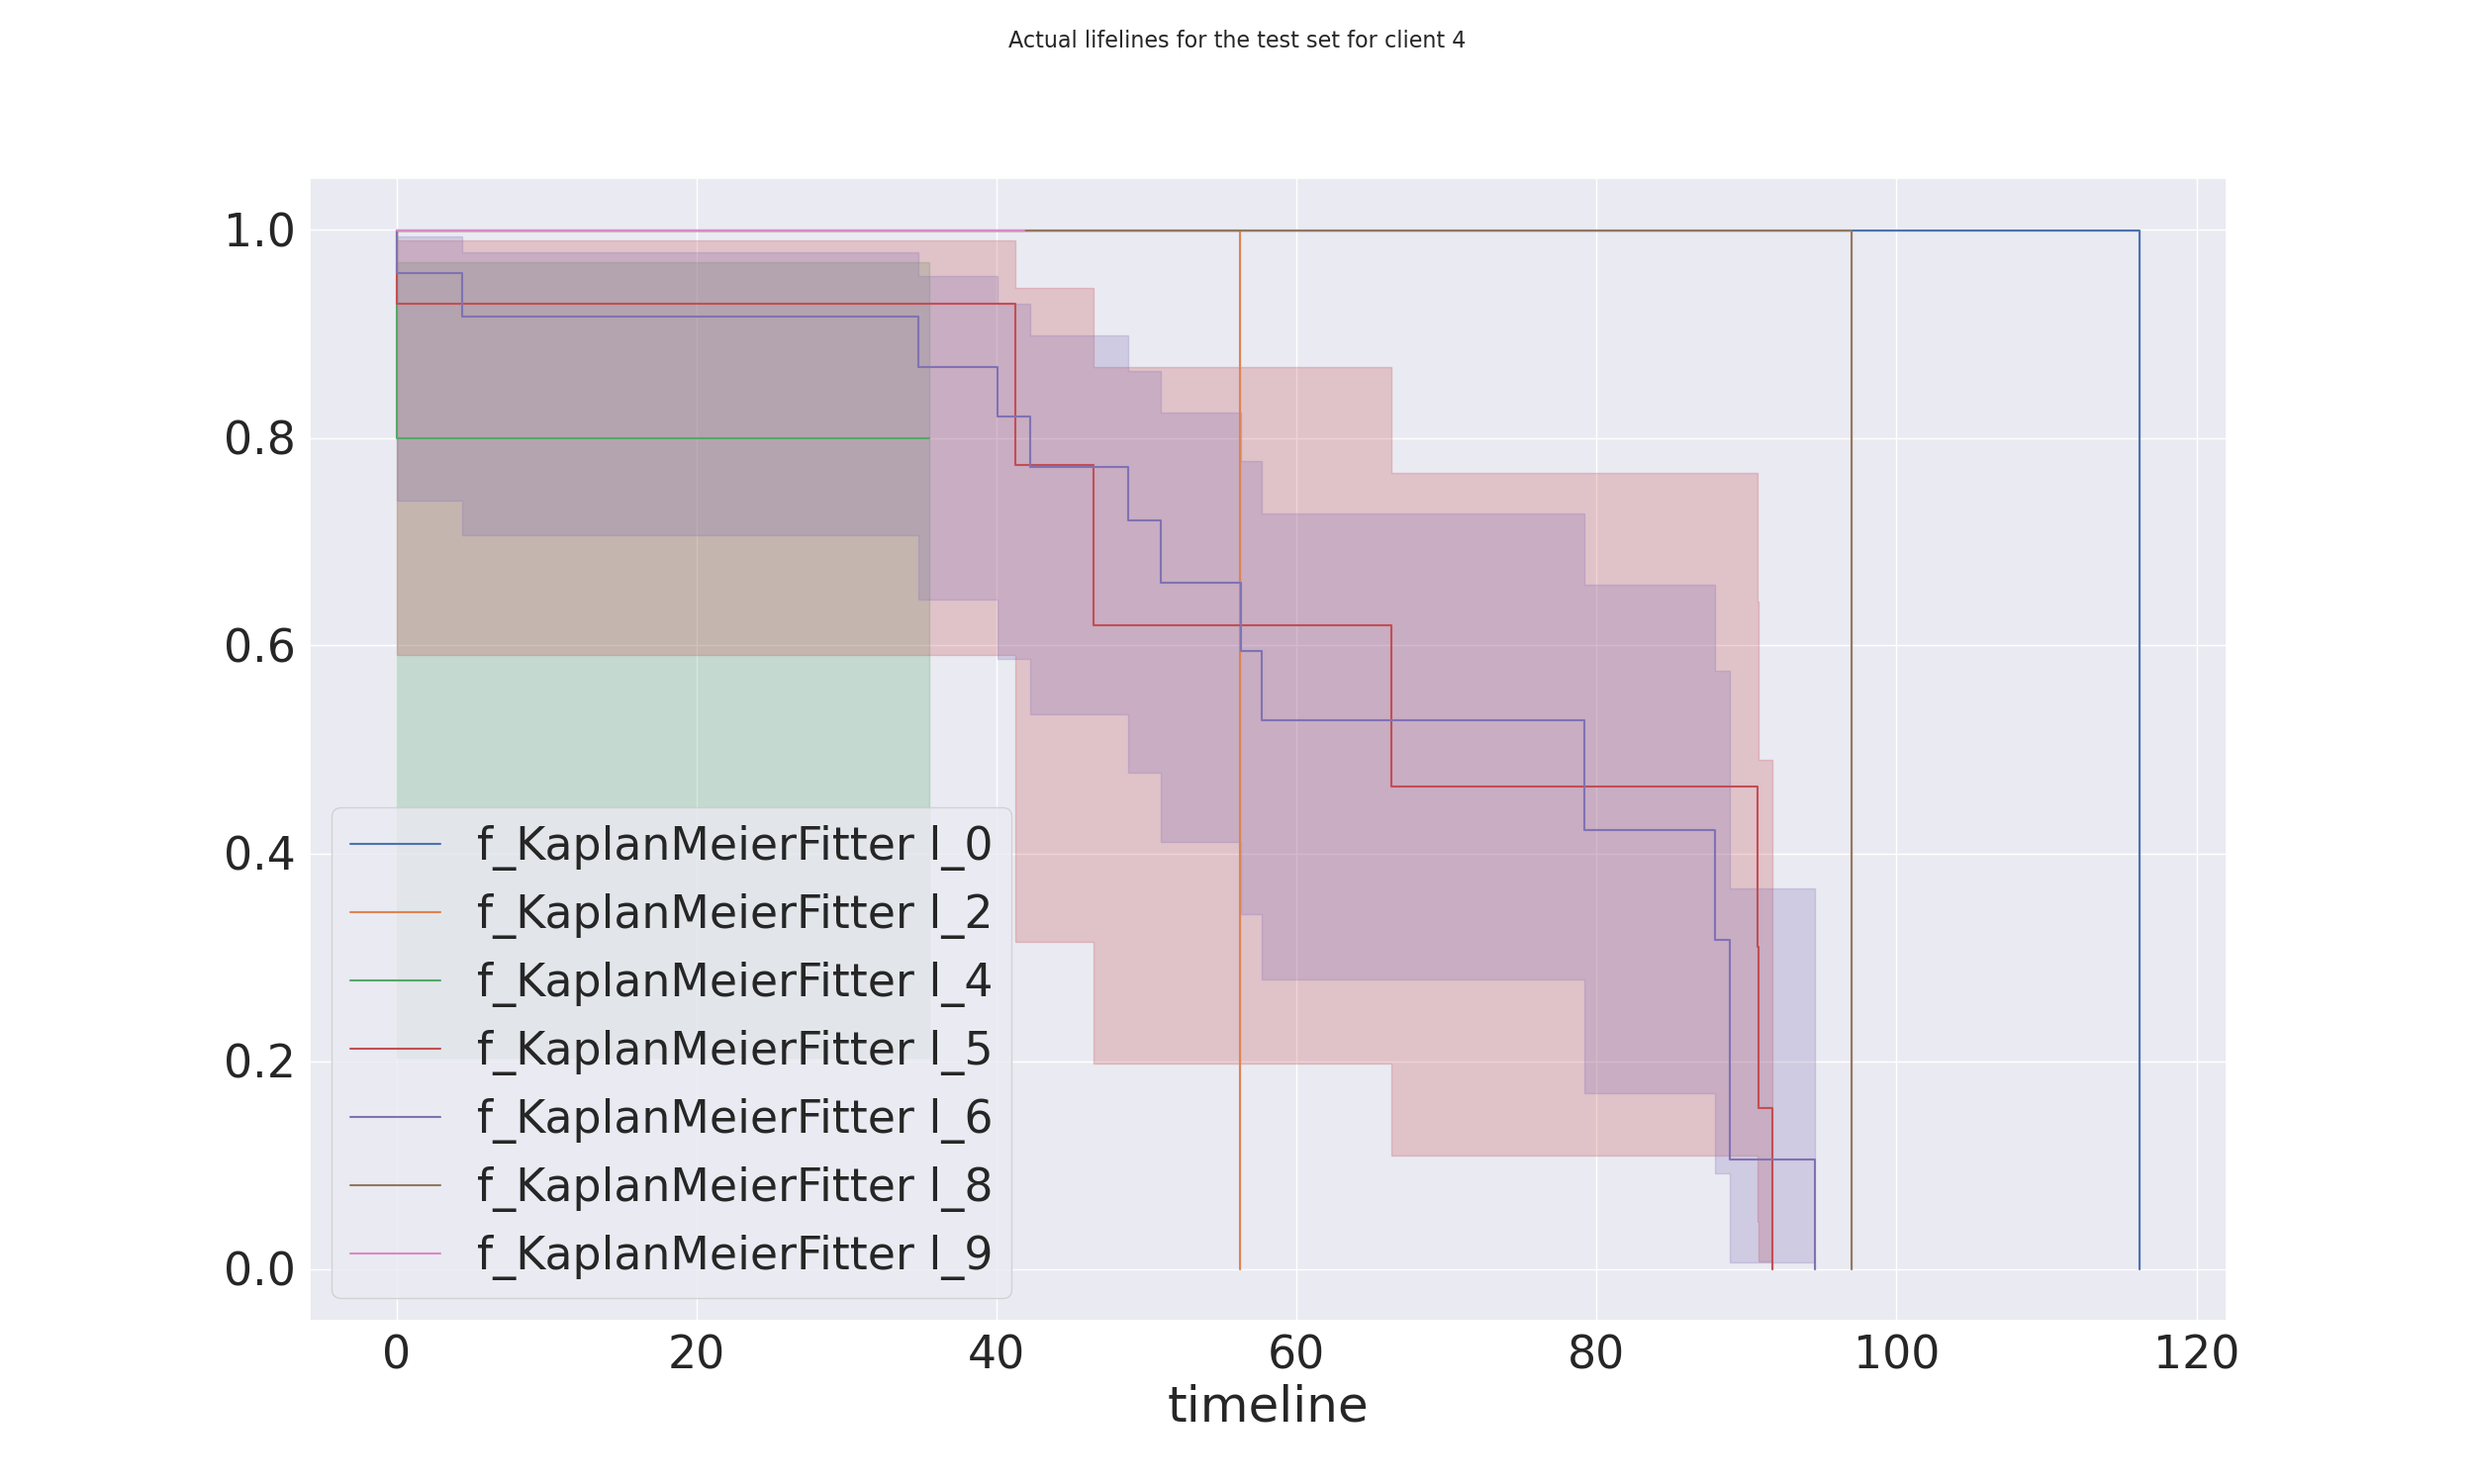 Actual lifelines for the test set for client 4
1.0
0.8
0.6
0.4
0.2
0.0
f_KaplanMeierFitter l_0
f_KaplanMeierFitter l_2
f_KaplanMeierFitter l_4
f_KaplanMeierFitter l_5
f_KaplanMeierFitter l_6
f_KaplanMeierFitter l_8
f_KaplanMeierFitter l_9
0 20 40 60 80 100 120
timeline